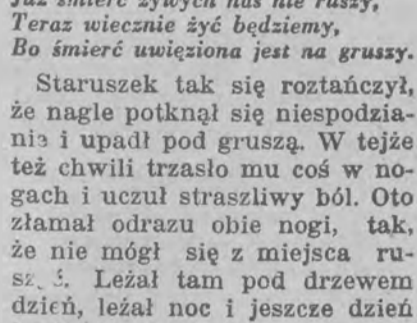 Już śmierć żywych nas nie ruszy,
Teraz wiecznie żyć będziemy,
Bo śmierć uwięziona jest na gruszy.
Staruszek tak się roztańczył,
że nagle potknął się niespodzia-
nie i upadł pod gruszą. W tejże
też chwili trzasło mu coś w no-
gach i uczuł straszliwy ból. Oto
złamał odrazu obie nogi, tak,
że nie mógł się z miejsca ru-
Leżał tam pod drzewem
dzień, leżał noc i jeszcze dzień